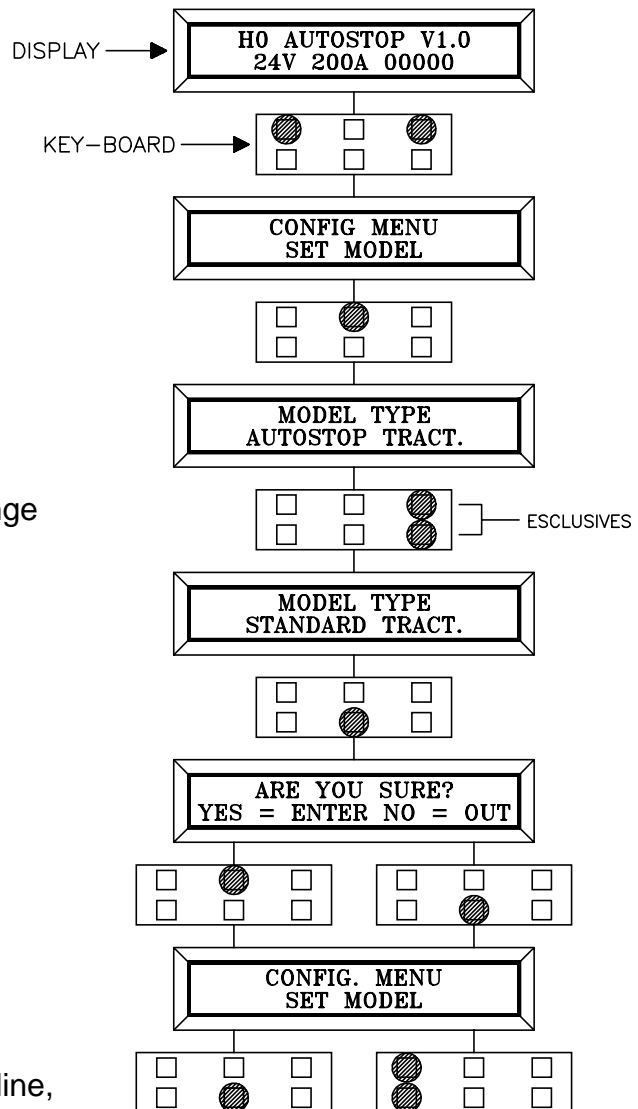 DISPLAY
H0 AUTOSTOP V1.0
24V 200A 00000
KEY-BOARD
CONFIG MENU
SET MODEL
MODEL TYPE
AUTOSTOP TRACT.
ESCLUSIVES
MODEL TYPE
STANDARD TRACT.
ARE YOU SURE?
YES = ENTER NO = OUT
CONFIG. MENU
SET MODEL